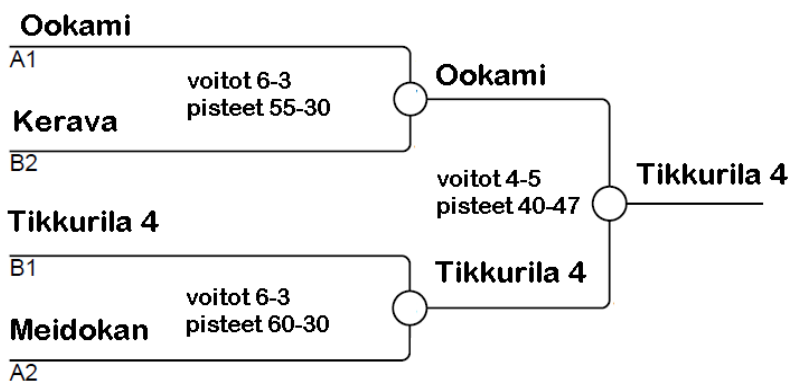 Ookami
A1
voitot 6-3
pisteet 55-30
Kerava
B2
Ookami
voitot 4-5
pisteet 40-47
Tikkurila 4
Tikkurila 4
B1
voitot 6-3
pisteet 60-30
Meidokan
A2
Tikkurila 4